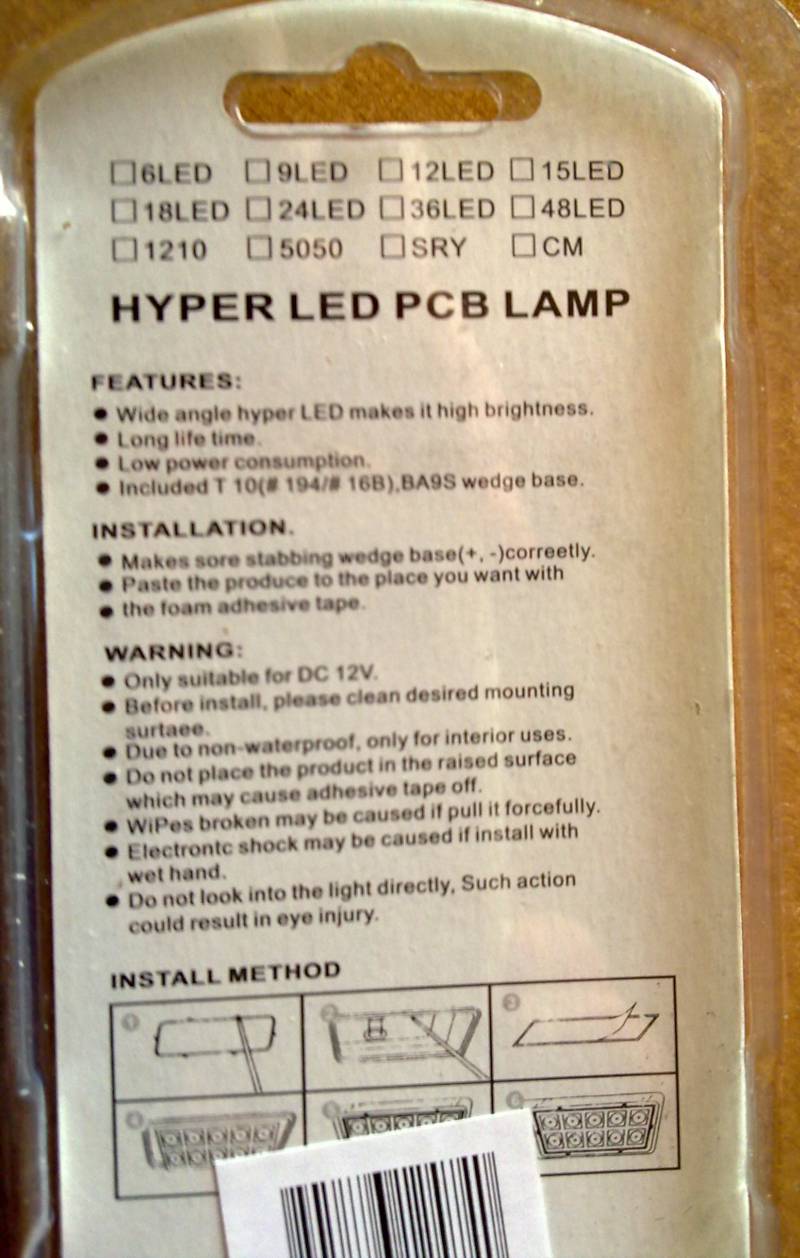 6LED 9LED 12LED 15LED
18LED 24LED 36LED 48LED
1210 5050 SRY CM
HYPER LED PCB LAMP
FEATURES:
● Wide angle hyper LED makes it high brightness.
● Long life time.
● Low power consumption.
● Included T 10(# 194/# 16B),BA9S wedge base.
INSTALLATION.
● Makes sore stabbing wedge base(+, -)correetly.
● Paste the produce to the place you want with
● the foam adhesive tape.
WARNING:
● Only suitable for DC 12V.
● Before install, please clean desired mounting
surtaee.
● Due to non-waterproof, only for interior uses.
● Do not place the product in the raised surface
which may cause adhesive tape off.
● WiPes broken may be caused if pull it forcefully.
● Electrontc shock may be caused if install with
wet hand.
● Do not look into the light directly, Such action
could result in eye injury.
INSTALL METHOD
1 2 3
4 5 6